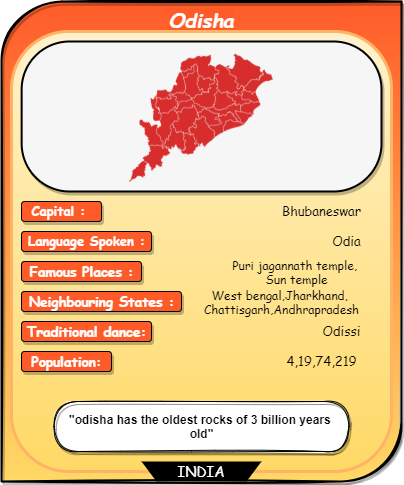 Odisha
Capital :
Bhubaneswar
Language Spoken :
Odia
Famous Places :
Puri jagannath temple,
Sun temple
Neighbouring States :
West bengal,Jharkhand,
Chattisgarh,Andhrapradesh
Traditional dance:
Odissi
Population:
4,19,74,219
"odisha has the oldest rocks of 3 billion years
old"
INDIA